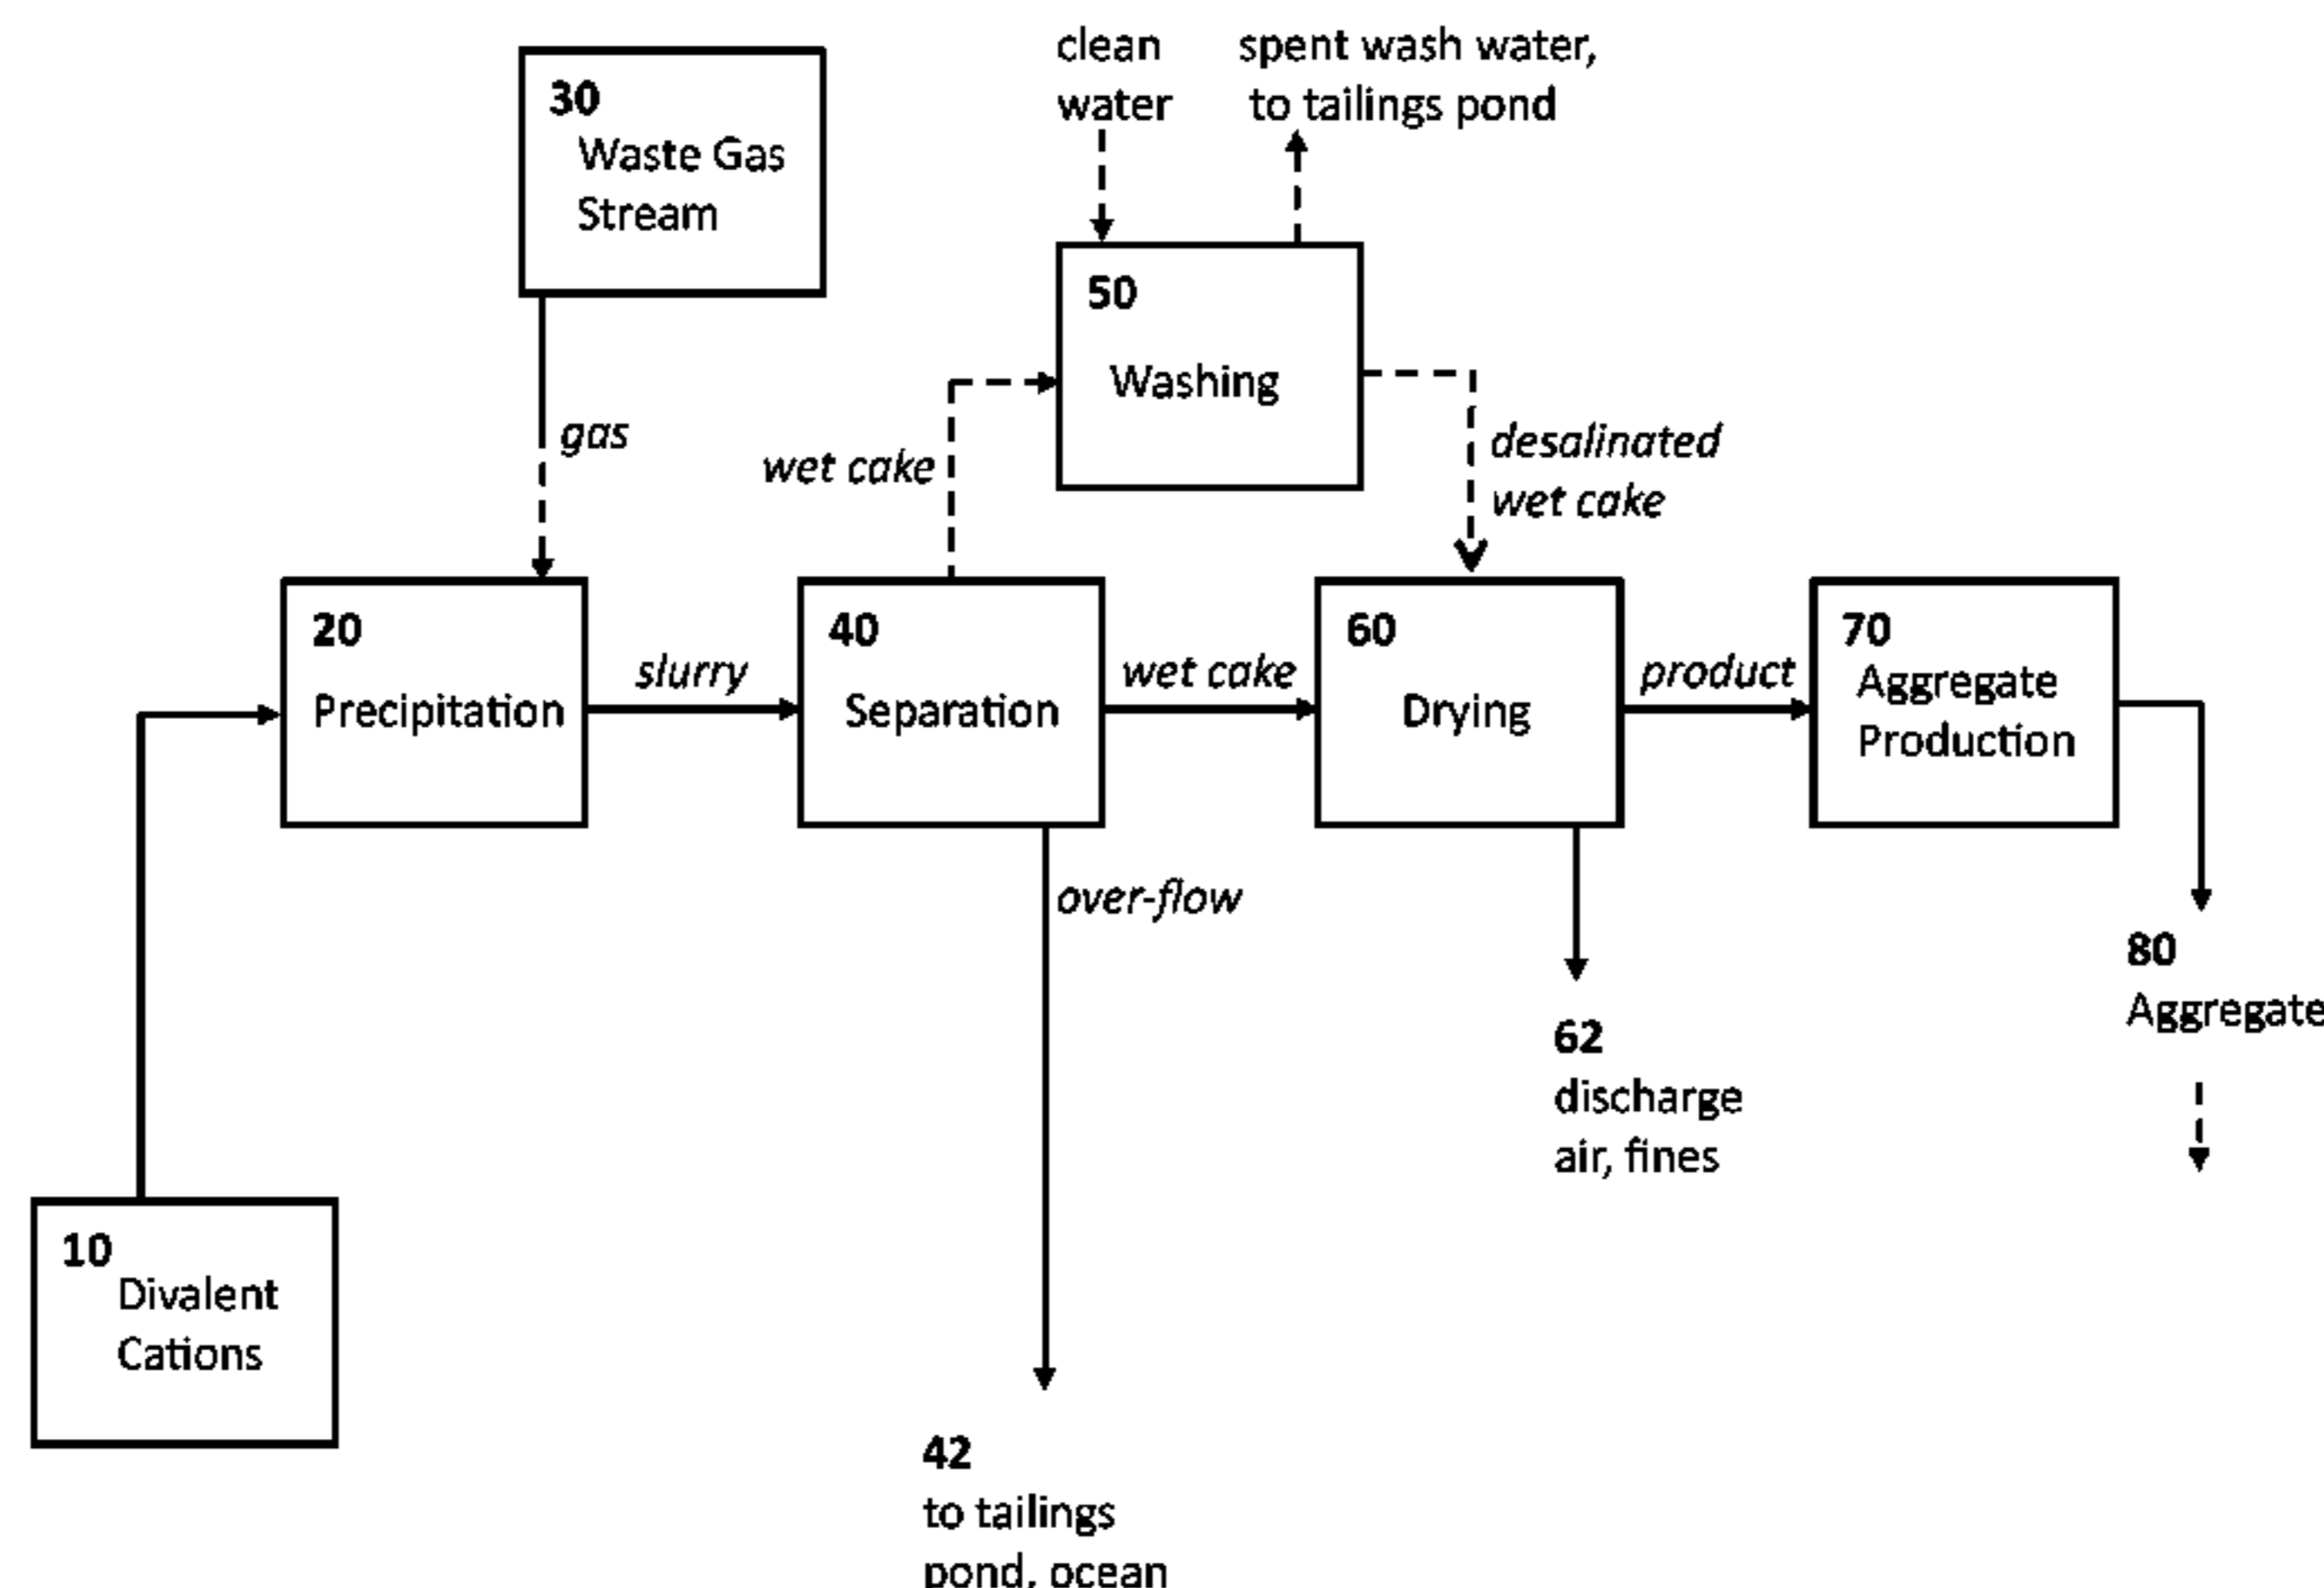 clean
water
spent wash water,
to tailings pond
30
Waste Gas
Stream
50
Washing
gas
wet cake
desalinated
wet cake
20
Precipitation
slurry
40
Separation
wet cake
60
Drying
product
70
Aggregate
Production
over-flow
80
Aggregate
62
discharge
air, fines
10
Divalent
Cations
42
to tailings
pond, ocean